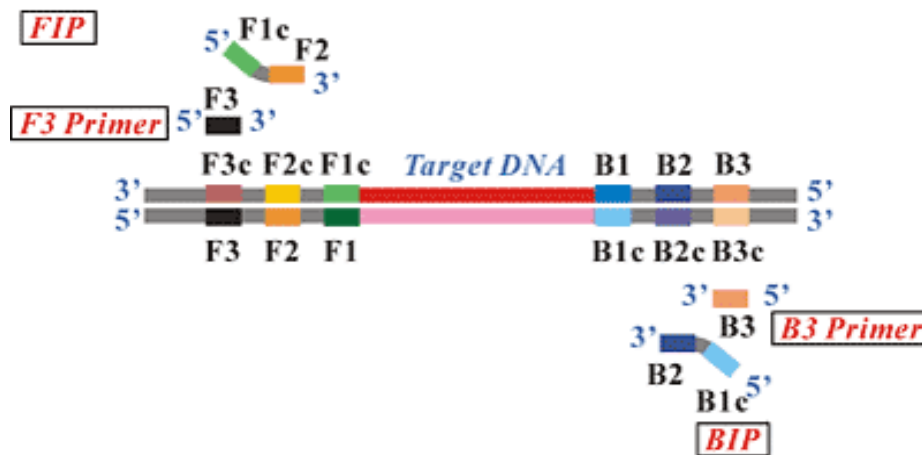 FIP
5’ F1c F2 3’
F3
F3 Primer 5’ 3’
F3c F2c F1c Target DNA B1 B2 B3
3’ 5’
5’ 3’
F3 F2 F1 B1c B2c B3c
3’ 5’
B3 B3 Primer
3’
B2 5’
B1c
BIP